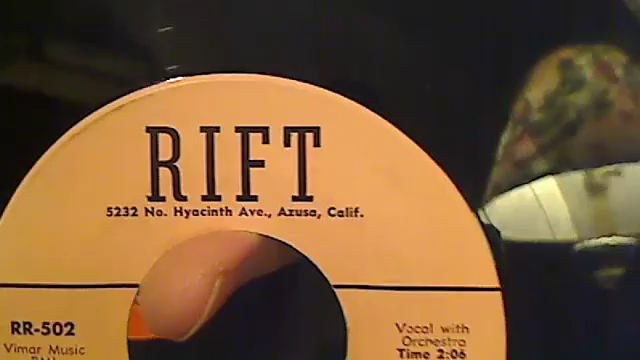 RIFT
5232 No. Hyacinth Ave., Azusa, Calif.
RR-502
Vimar Music
Vocal with
Orchestra
Time 2:06